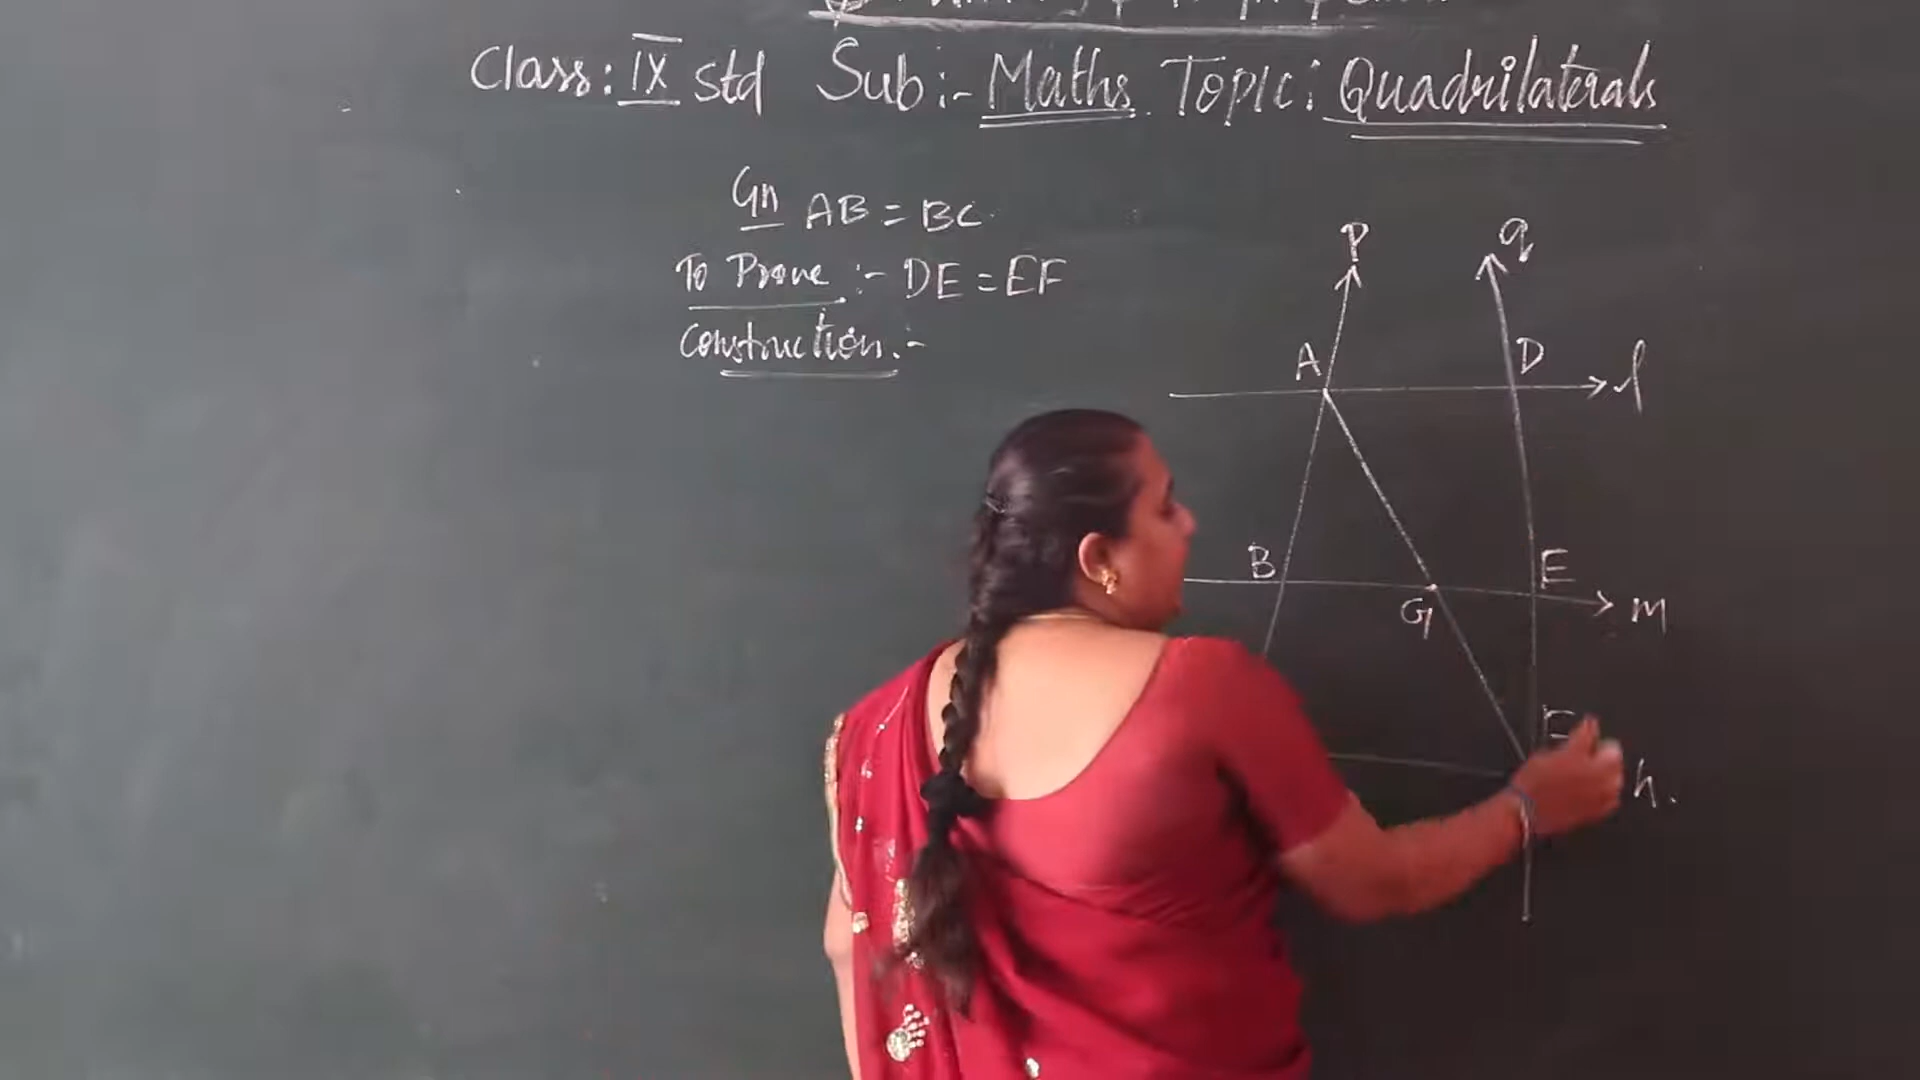 Class: IX std Sub:- Maths Topic: Quadrilaterals
Gn AB = BC
To Prove :- DE = EF
Construction:-
P q
A D l
B E
G m
h.